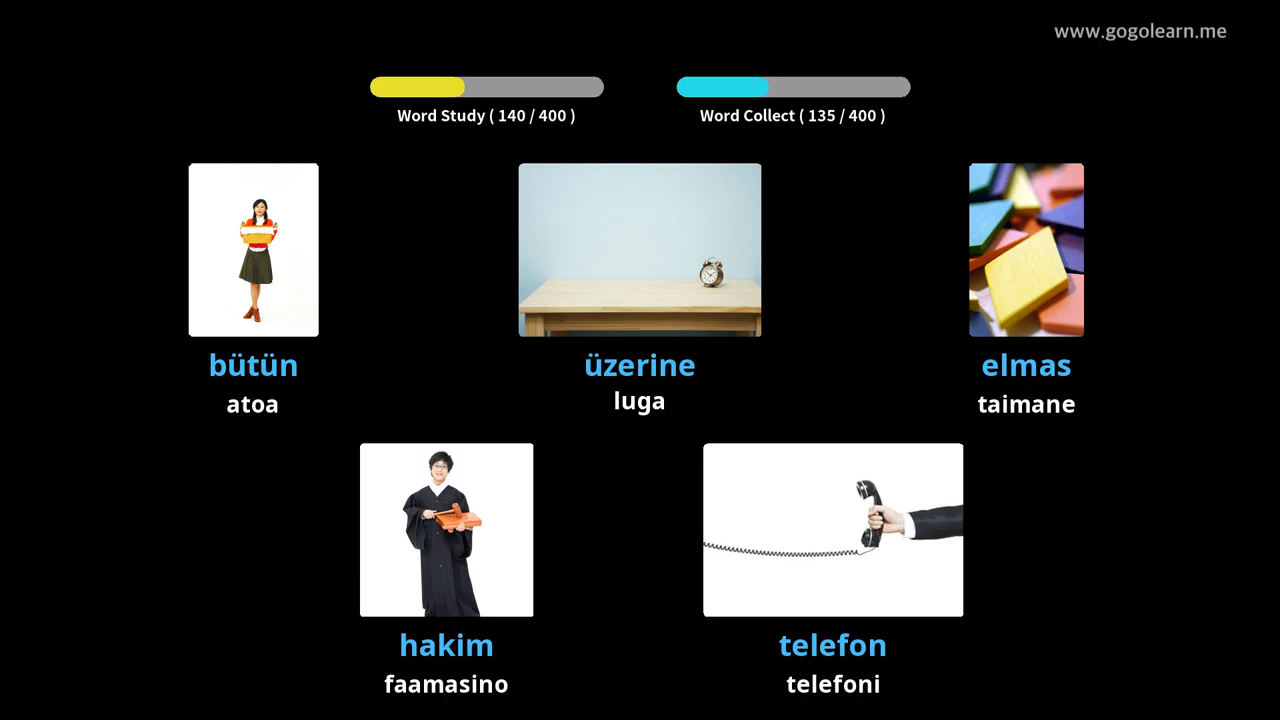 www.gogolearn.me
Word Study ( 140 / 400 )
Word Collect ( 135 / 400 )
bütün
atoa
üzerine
luga
elmas
taimane
hakim
faamasino
telefon
telefoni